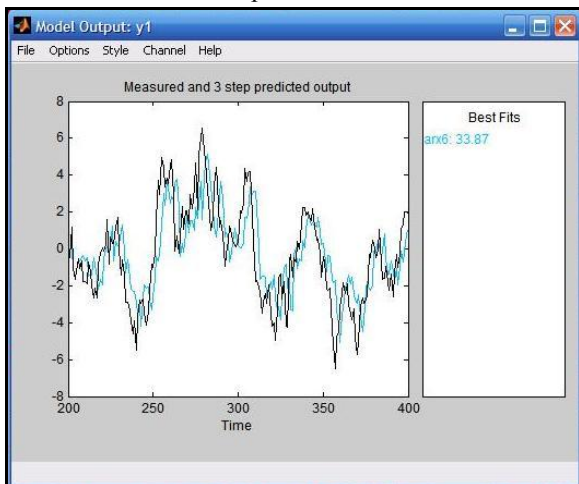 Model Output: y1
File Options Style Channel Help
Measured and 3 step predicted output
Best Fits
arx6: 33.87
8
6
4
2
0
-2
-4
-6
-8
200 250 300 350 400
Time